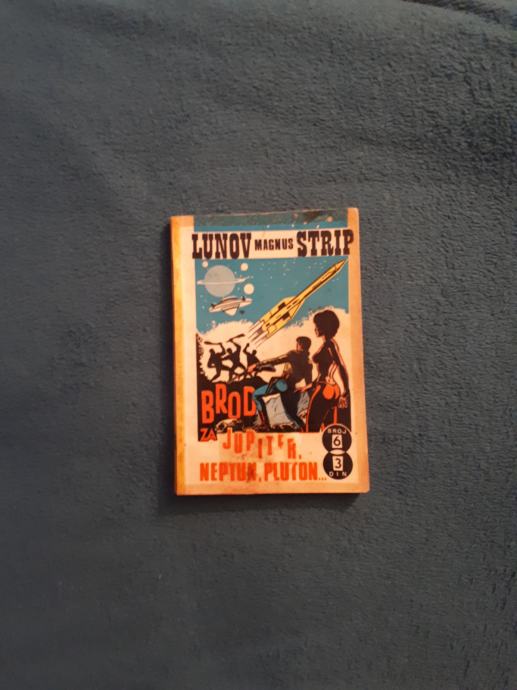 LUNOV MAGNUS STRIP
BROD
ZA JUPITER,
NEPTUN, PLUTON...
BROJ
6
3
DIN